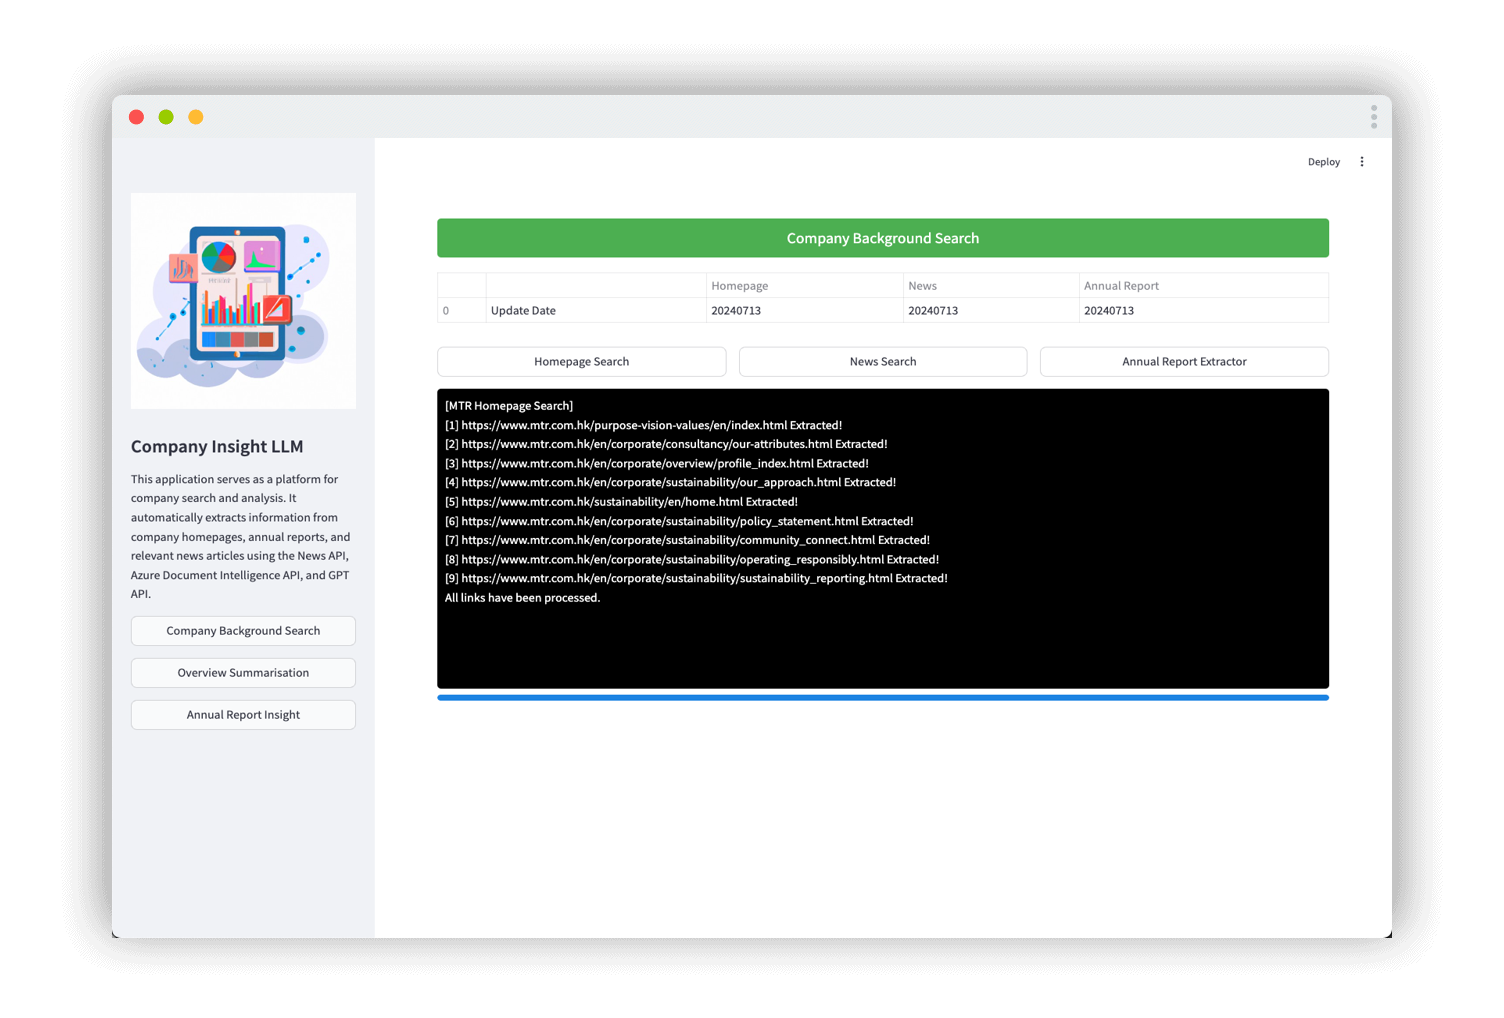 Deploy
Company Insight LLM
This application serves as a platform for
company search and analysis. It
automatically extracts information from
company homepages, annual reports, and
relevant news articles using the News API,
Azure Document Intelligence API, and GPT
API.
Company Background Search
Overview Summarisation
Annual Report Insight
Company Background Search
Homepage News Annual Report
0 Update Date 20240713 20240713 20240713
Homepage Search News Search Annual Report Extractor
[MTR Homepage Search]
[1] https://www.mtr.com.hk/purpose-vision-values/en/index.html Extracted!
[2] https://www.mtr.com.hk/en/corporate/consultancy/our-attributes.html Extracted!
[3] https://www.mtr.com.hk/en/corporate/overview/profile_index.html Extracted!
[4] https://www.mtr.com.hk/en/corporate/sustainability/our_approach.html Extracted!
[5] https://www.mtr.com.hk/sustainability/en/home.html Extracted!
[6] https://www.mtr.com.hk/en/corporate/sustainability/policy_statement.html Extracted!
[7] https://www.mtr.com.hk/en/corporate/sustainability/community_connect.html Extracted!
[8] https://www.mtr.com.hk/en/corporate/sustainability/operating_responsibly.html Extracted!
[9] https://www.mtr.com.hk/en/corporate/sustainability/sustainability_reporting.html Extracted!
All links have been processed.